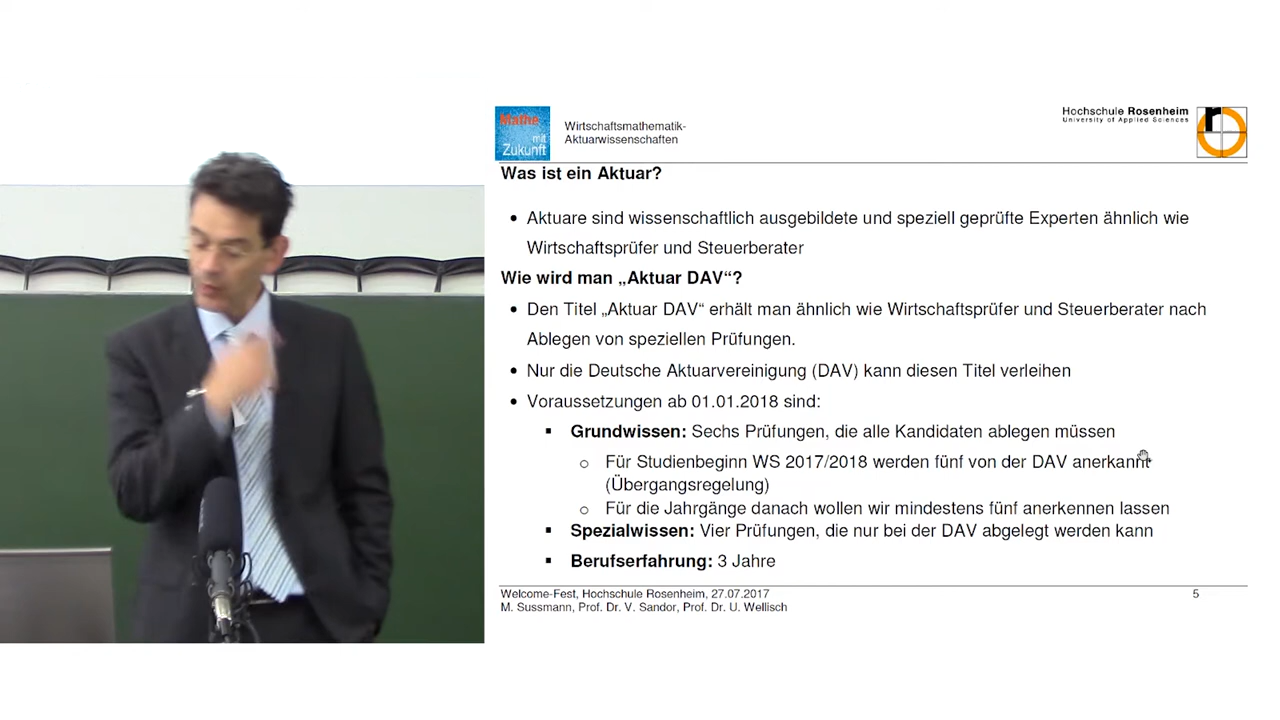 Mathe
mit
Zukunft
Wirtschaftsmathematik-
Aktuarwissenschaften
Hochschule Rosenheim
University of Applied Sciences
r
Was ist ein Aktuar?
• Aktuare sind wissenschaftlich ausgebildete und speziell geprüfte Experten ähnlich wie
Wirtschaftsprüfer und Steuerberater
Wie wird man „Aktuar DAV“?
• Den Titel „Aktuar DAV“ erhält man ähnlich wie Wirtschaftsprüfer und Steuerberater nach
Ablegen von speziellen Prüfungen.
• Nur die Deutsche Aktuarvereinigung (DAV) kann diesen Titel verleihen
• Voraussetzungen ab 01.01.2018 sind:
▪ Grundwissen: Sechs Prüfungen, die alle Kandidaten ablegen müssen
o Für Studienbeginn WS 2017/2018 werden fünf von der DAV anerkannt
(Übergangsregelung)
o Für die Jahrgänge danach wollen wir mindestens fünf anerkennen lassen
▪ Spezialwissen: Vier Prüfungen, die nur bei der DAV abgelegt werden kann
▪ Berufserfahrung: 3 Jahre
Welcome-Fest, Hochschule Rosenheim, 27.07.2017
5
M. Sussmann, Prof. Dr. V. Sandor, Prof. Dr. U. Wellisch